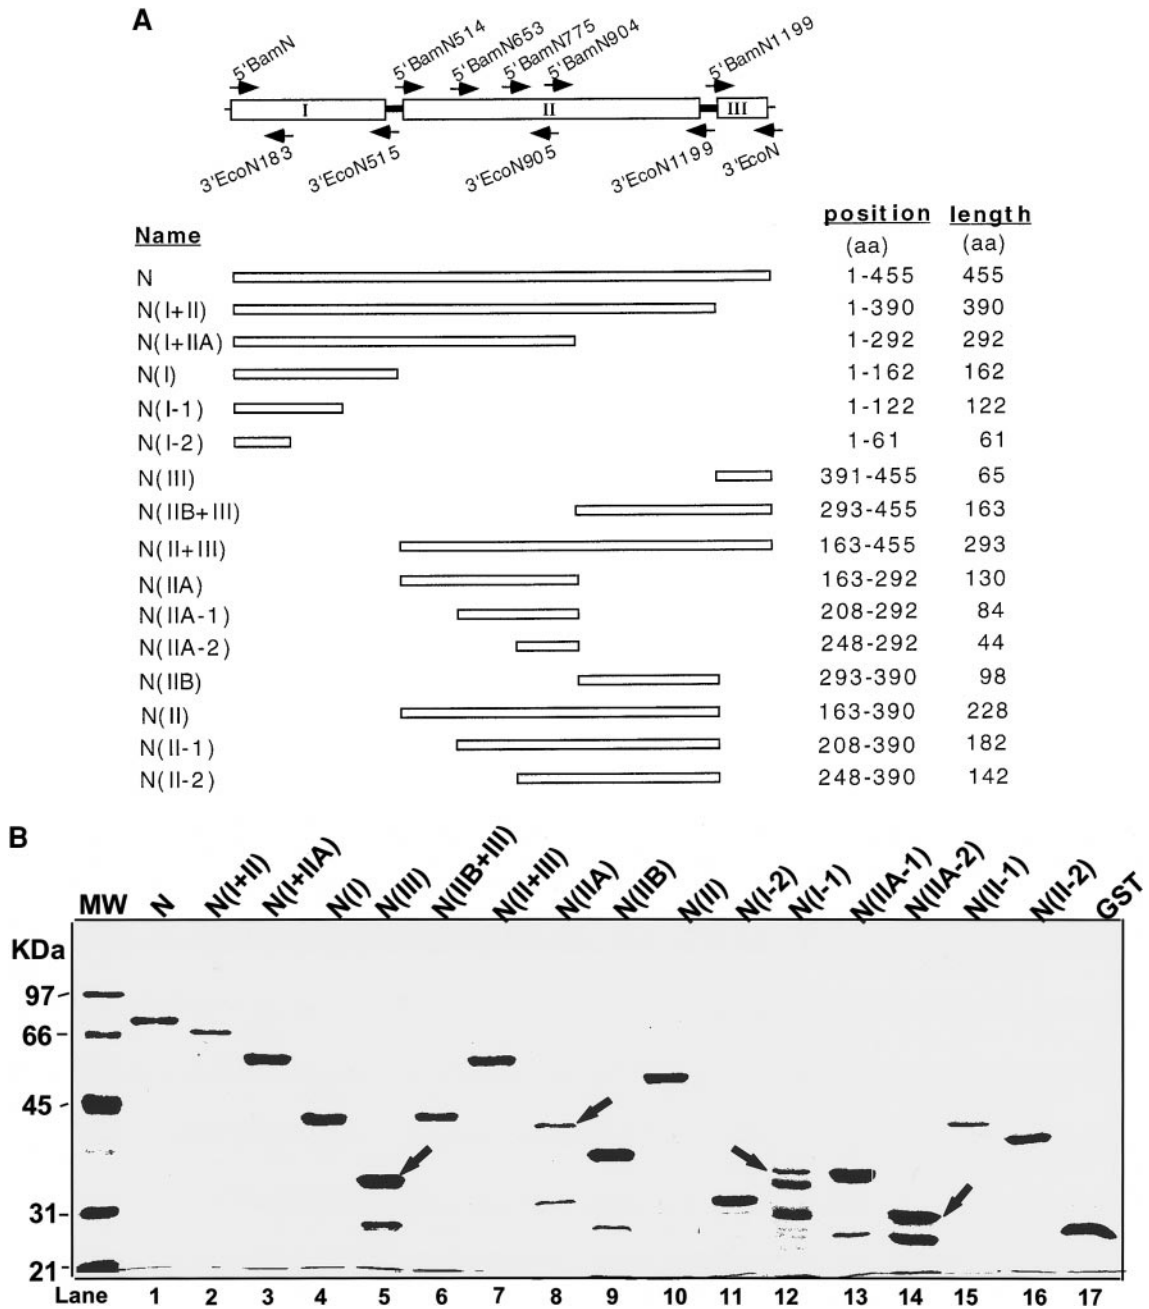 A
5'BamN 5'BamN514 5'BamN653 5'BamN775 5'BamN904 5'BamN1199
I II III
3'EcoN183 3'EcoN515 3'EcoN905 3'EcoN1199 3'EcoN
Name position length
(aa) (aa)
N 1-455 455
N(I+II) 1-390 390
N(I+IIA) 1-292 292
N(I) 1-162 162
N(I-1) 1-122 122
N(I-2) 1-61 61
N(III) 391-455 65
N(IIB+III) 293-455 163
N(II+III) 163-455 293
N(IIA) 163-292 130
N(IIA-1) 208-292 84
N(IIA-2) 248-292 44
N(IIB) 293-390 98
N(II) 163-390 228
N(II-1) 208-390 182
N(II-2) 248-390 142
B
MW N N(I+II) N(I+IIA) N(I) N(III) N(IIB+III) N(II+III) N(IIA) N(IIB) N(II) N(I-2) N(I-1) N(IIA-1) N(IIA-2) N(II-1) N(II-2) GST
KDa
97
66
45
31
21
Lane 1 2 3 4 5 6 7 8 9 10 11 12 13 14 15 16 17